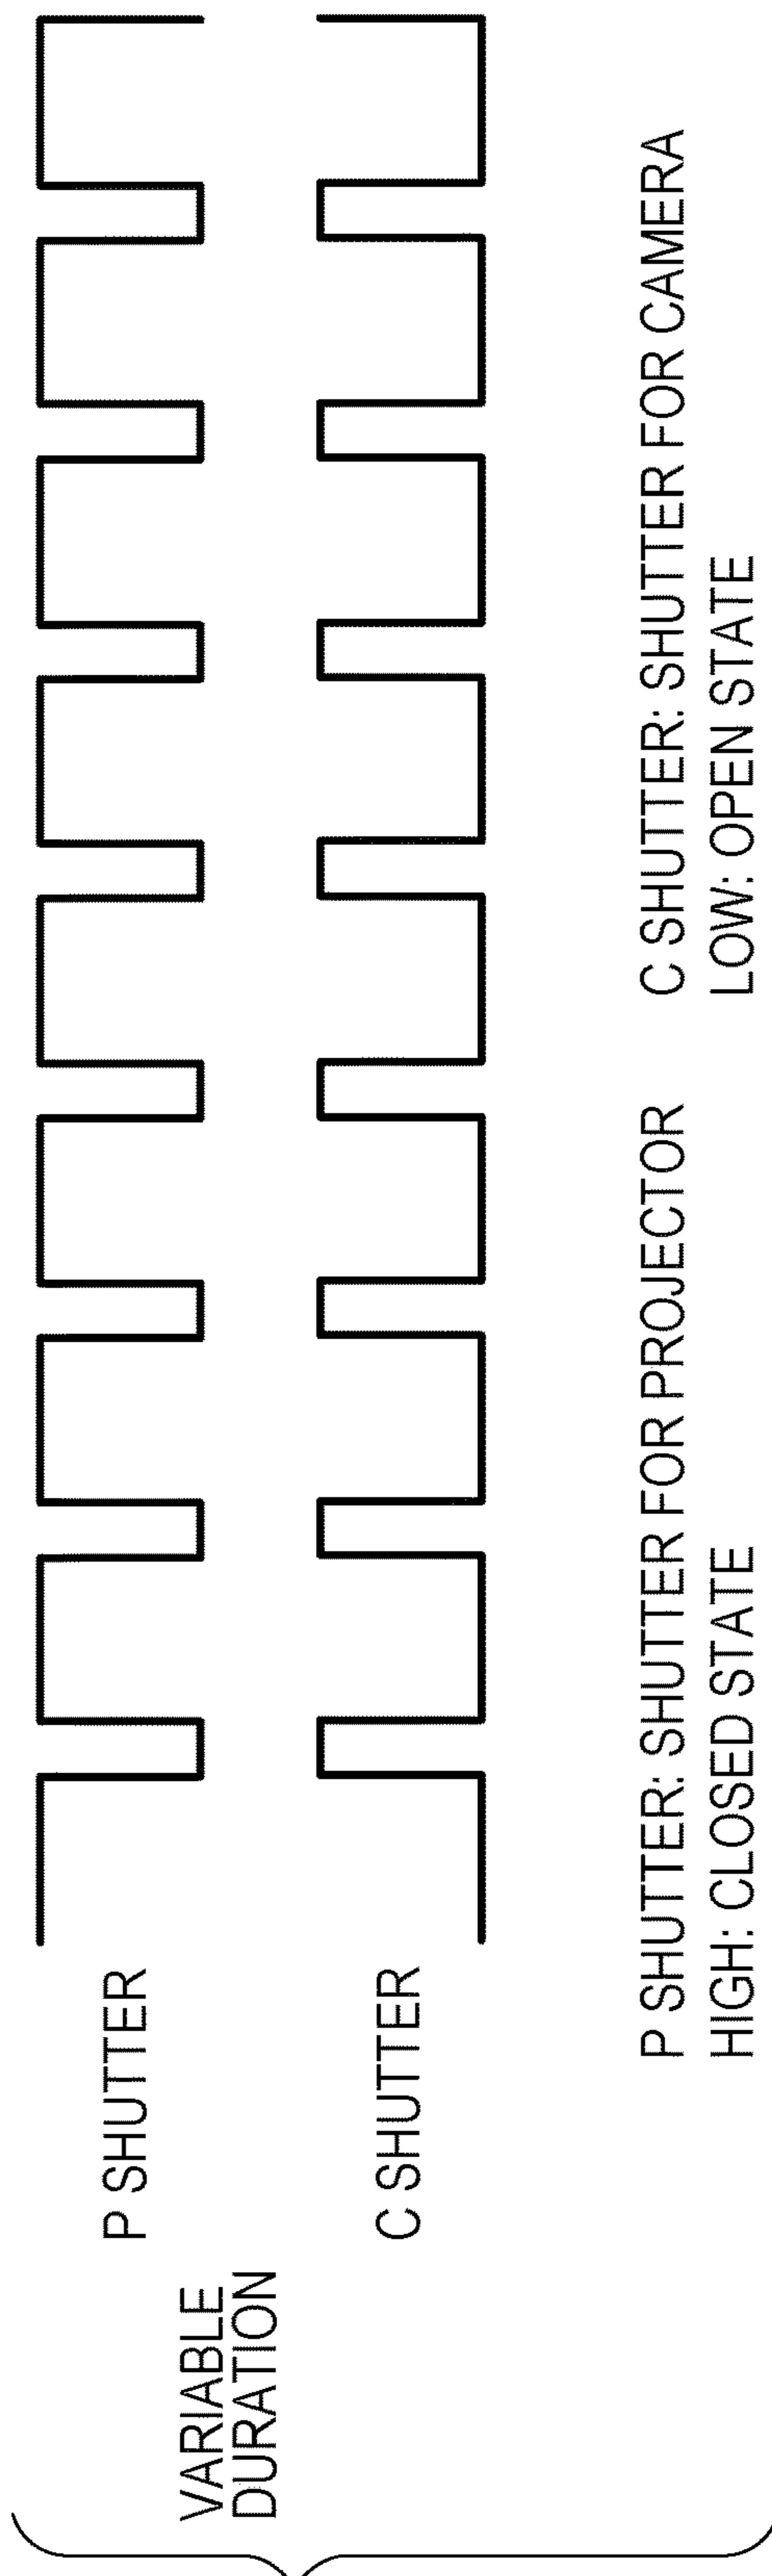 VARIABLE
DURATION
P SHUTTER
C SHUTTER
P SHUTTER: SHUTTER FOR PROJECTOR
HIGH: CLOSED STATE
C SHUTTER: SHUTTER FOR CAMERA
LOW: OPEN STATE